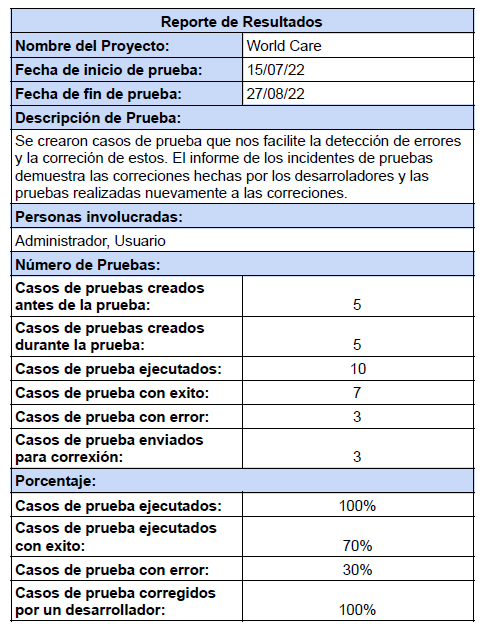 Reporte de Resultados
Nombre del Proyecto: World Care
Fecha de inicio de prueba: 15/07/22
Fecha de fin de prueba: 27/08/22
Descripción de Prueba:
Se crearon casos de prueba que nos facilite la detección de errores
y la correción de estos. El informe de los incidentes de pruebas
demuestra las correciones hechas por los desarroladores y las
pruebas realizadas nuevamente a las correciones.
Personas involucradas:
Administrador, Usuario
Número de Pruebas:
Casos de pruebas creados
antes de la prueba: 5
Casos de pruebas creados
durante la prueba: 5
Casos de prueba ejecutados: 10
Casos de prueba con exito: 7
Casos de prueba con error: 3
Casos de prueba enviados
para correxión: 3
Porcentaje:
Casos de prueba ejecutados: 100%
Casos de prueba ejecutados
con exito: 70%
Casos de prueba con error: 30%
Casos de prueba corregidos
por un desarrollador: 100%